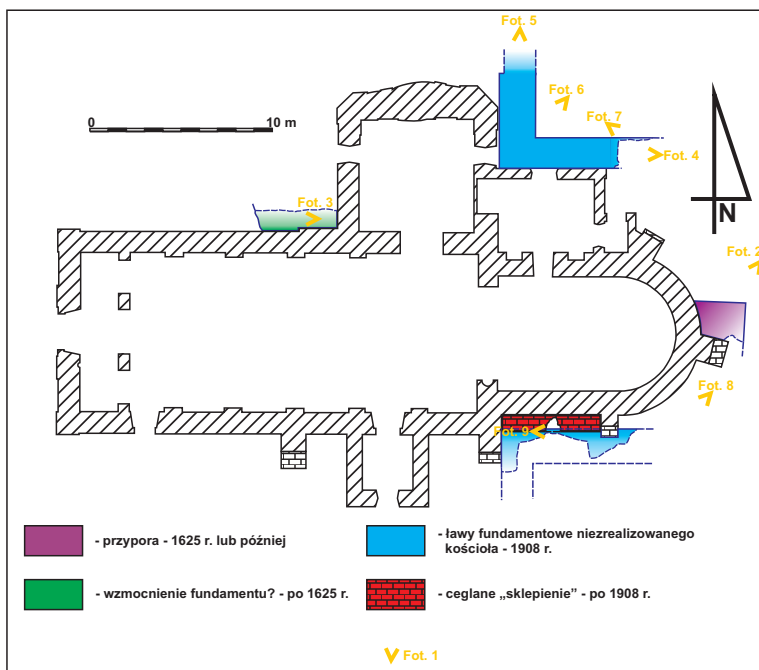 Fot. 5
Fot. 6
0
10 m
Fot. 7
Fot. 4
Fot. 3
N
Fot. 2
Fot. 8
Fot. 9
- przypora - 1625 r. lub później
- ławy fundamentowe niezrealizowanego
kościoła - 1908 r.
- wzmocnienie fundamentu? - po 1625 r.
- ceglane „sklepienie” - po 1908 r.
Fot. 1